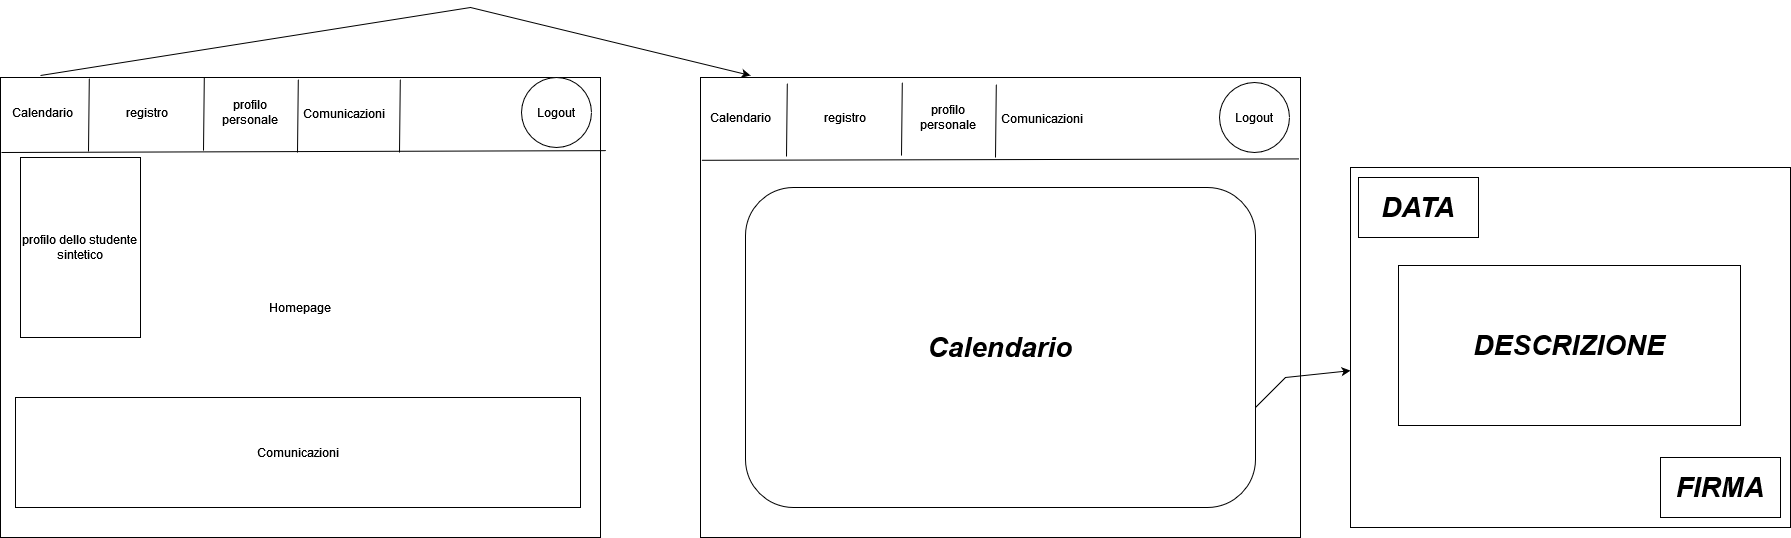 Calendario
registro
profilo
personale
Comunicazioni
Logout
profilo dello studente
sintetico
Homepage
Comunicazioni
Calendario
registro
profilo
personale
Comunicazioni
Logout
Calendario
DATA
DESCRIZIONE
FIRMA